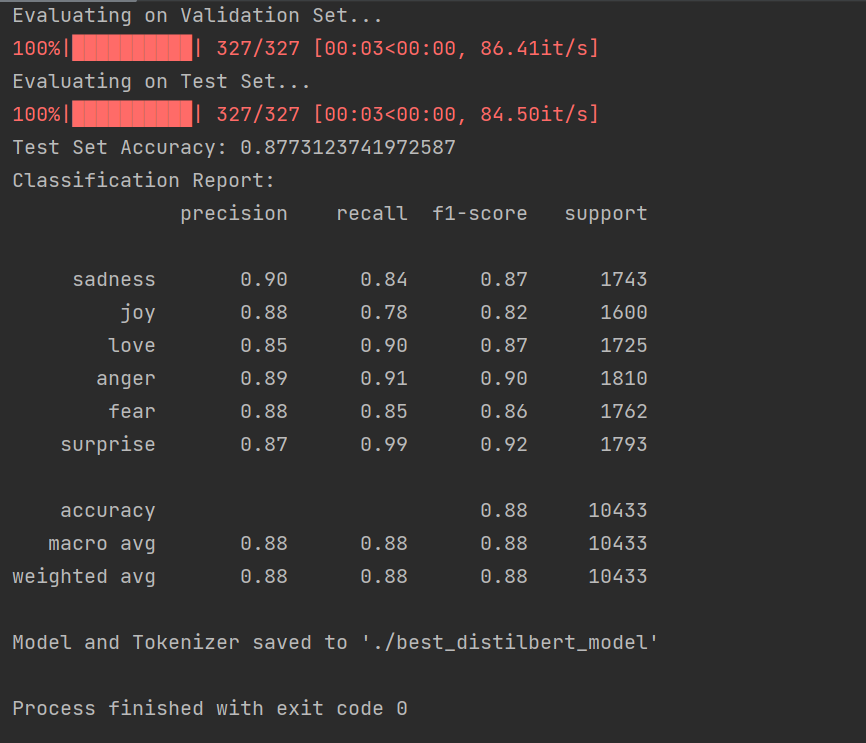 Evaluating on Validation Set...
100%|██████████| 327/327 [00:03<00:00, 86.41it/s]
Evaluating on Test Set...
100%|██████████| 327/327 [00:03<00:00, 84.50it/s]
Test Set Accuracy: 0.8773123741972587
Classification Report:
              precision    recall  f1-score   support
     sadness       0.90      0.84      0.87      1743
         joy       0.88      0.78      0.82      1600
        love       0.85      0.90      0.87      1725
       anger       0.89      0.91      0.90      1810
        fear       0.88      0.85      0.86      1762
    surprise       0.87      0.99      0.92      1793
    accuracy                           0.88     10433
   macro avg       0.88      0.88      0.88     10433
weighted avg       0.88      0.88      0.88     10433
Model and Tokenizer saved to './best_distilbert_model'
Process finished with exit code 0